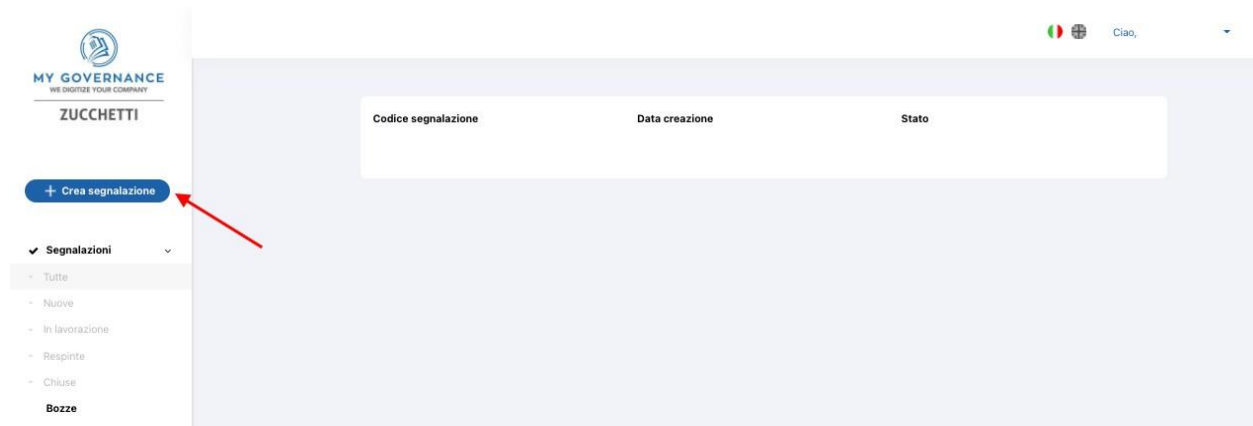 MY GOVERNANCE
WE DIGITIZE YOUR COMPANY
ZUCCHETTI
Ciao,
Codice segnalazione Data creazione Stato
+ Crea segnalazione
Segnalazioni
- Tutte
- Nuove
- In lavorazione
- Respinte
- Chiuse
Bozze